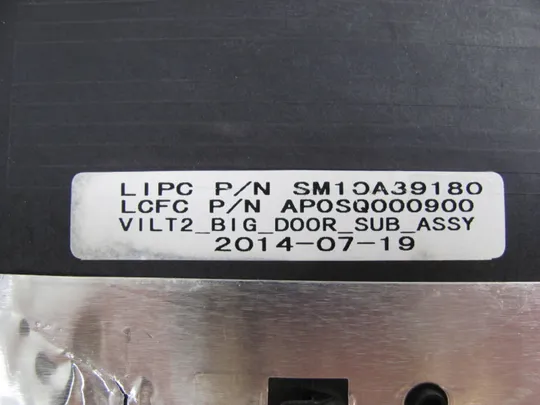 LIPC P/N SM10A39180
LCFC P/N AP0SQ000900
VILT2_BIG_DOOR_SUB_ASSY
2014-07-19